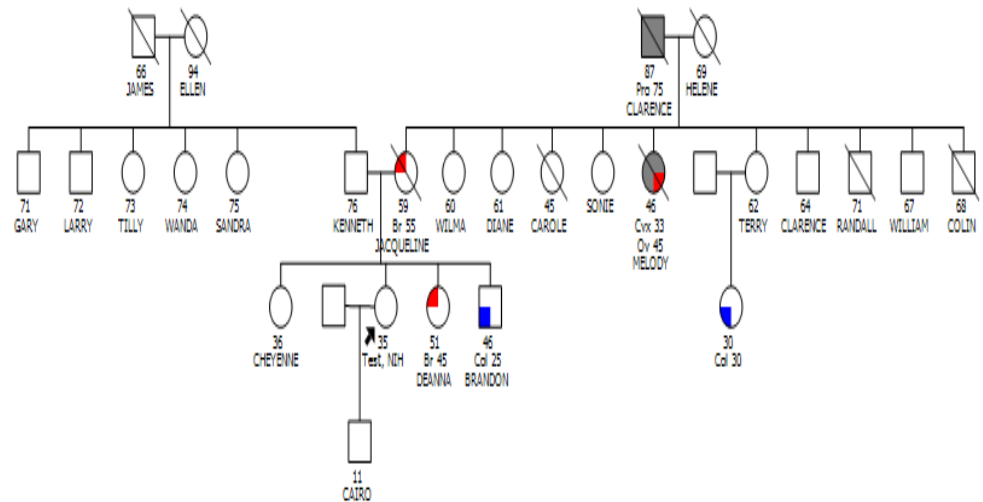 66
JAMES
94
ELLEN
87
Pro 75
CLARENCE
69
HELENE
71
GARY
72
LARRY
73
TILLY
74
WANDA
75
SANDRA
76
KENNETH
59
Br 55
JACQUELINE
60
WILMA
61
DIANE
45
CAROLE
SONIE
46
Cvx 33
Ov 45
MELODY
62
TERRY
64
CLARENCE
71
RANDALL
67
WILLIAM
68
COLIN
36
CHEYENNE
35
Test, NIH
51
Br 45
DEANNA
46
Col 25
BRANDON
30
Col 30
11
CAIRO